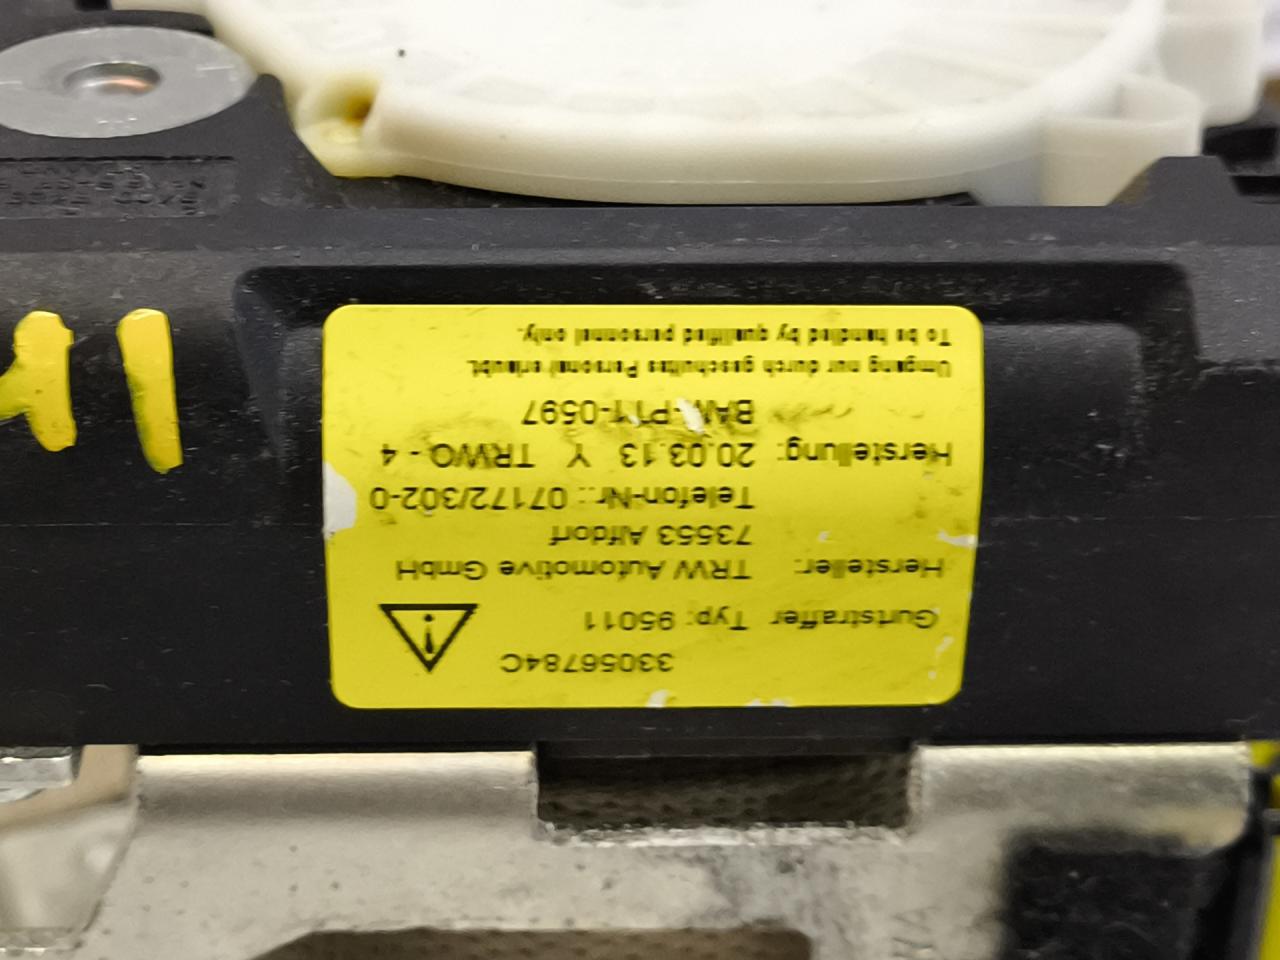 33056784C
Gurtstraffer Typ: 95011
Hersteller: TRW Automotive GmbH
73553 Alfdorf
Telefon-Nr.: 07172/302-0
Herstellung: 20.03.13 Y TRWO - 4
BAM-PT1-0597
Umgang nur durch geschultes Personal erlaubt.
To be handled by qualified personnel only.